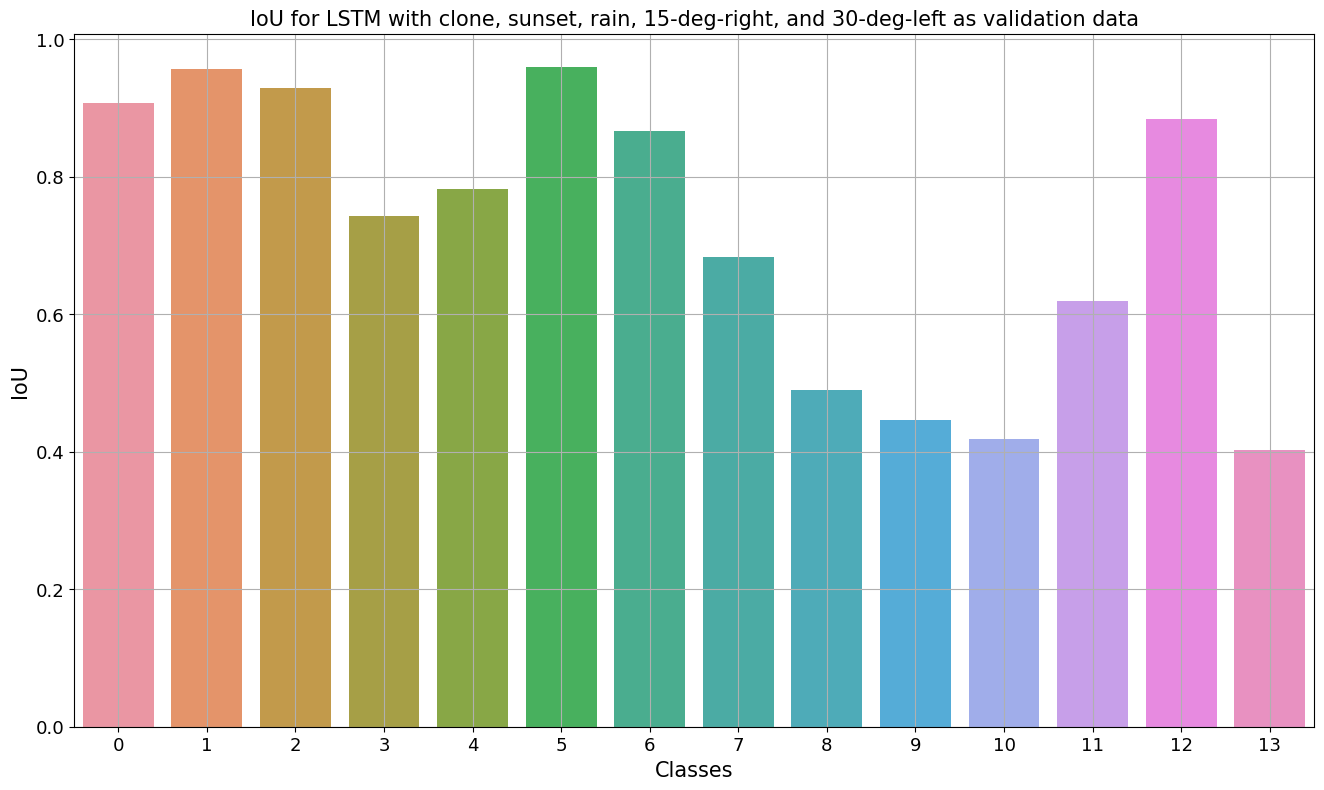 IoU for LSTM with clone, sunset, rain, 15-deg-right, and 30-deg-left as validation data
1.0
0.8
0.6
0.4
0.2
0.0
IoU
0 1 2 3 4 5 6 7 8 9 10 11 12 13
Classes